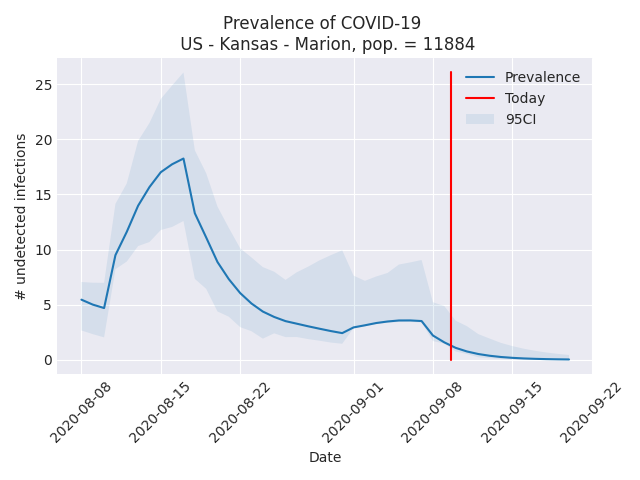 Prevalence of COVID-19
US - Kansas - Marion, pop. = 11884
Prevalence
Today
95CI
# undetected infections
25
20
15
10
5
0
2020-08-08
2020-08-15
2020-08-22
2020-09-01
2020-09-08
2020-09-15
2020-09-22
Date